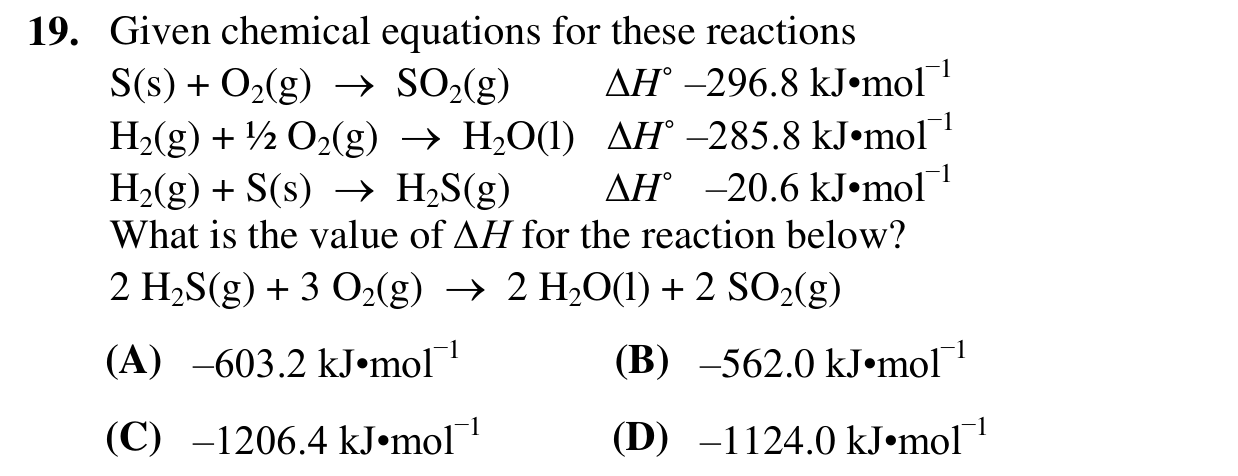 19. Given chemical equations for these reactions
S(s) + O₂(g) → SO₂(g) ΔH° –296.8 kJ•mol⁻¹
H₂(g) + ½ O₂(g) → H₂O(l) ΔH° –285.8 kJ•mol⁻¹
H₂(g) + S(s) → H₂S(g) ΔH° –20.6 kJ•mol⁻¹
What is the value of ΔH for the reaction below?
2 H₂S(g) + 3 O₂(g) → 2 H₂O(l) + 2 SO₂(g)
(A) –603.2 kJ•mol⁻¹ (B) –562.0 kJ•mol⁻¹
(C) –1206.4 kJ•mol⁻¹ (D) –1124.0 kJ•mol⁻¹